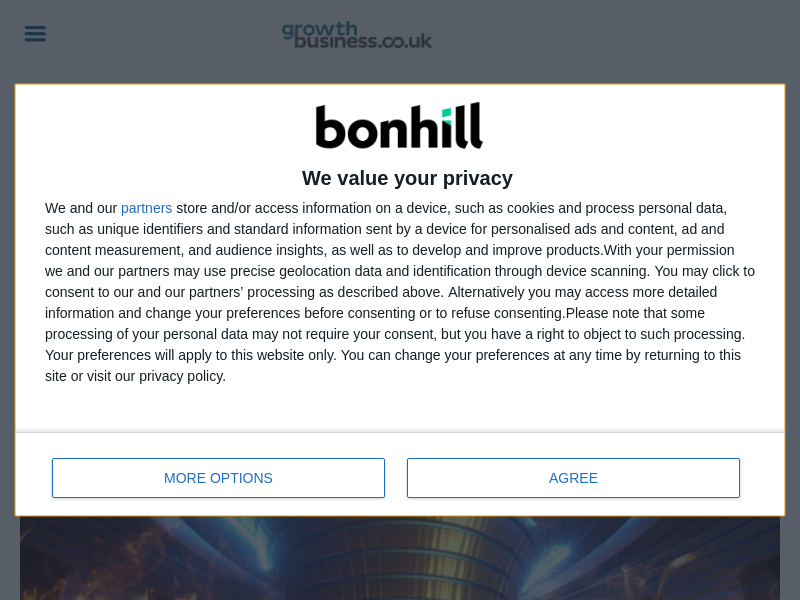 growth
business.co.uk
bonhill
We value your privacy
We and our partners store and/or access information on a device, such as cookies and process personal data,
such as unique identifiers and standard information sent by a device for personalised ads and content, ad and
content measurement, and audience insights, as well as to develop and improve products.With your permission
we and our partners may use precise geolocation data and identification through device scanning. You may click to
consent to our and our partners’ processing as described above. Alternatively you may access more detailed
information and change your preferences before consenting or to refuse consenting.Please note that some
processing of your personal data may not require your consent, but you have a right to object to such processing.
Your preferences will apply to this website only. You can change your preferences at any time by returning to this
site or visit our privacy policy.
MORE OPTIONS
AGREE